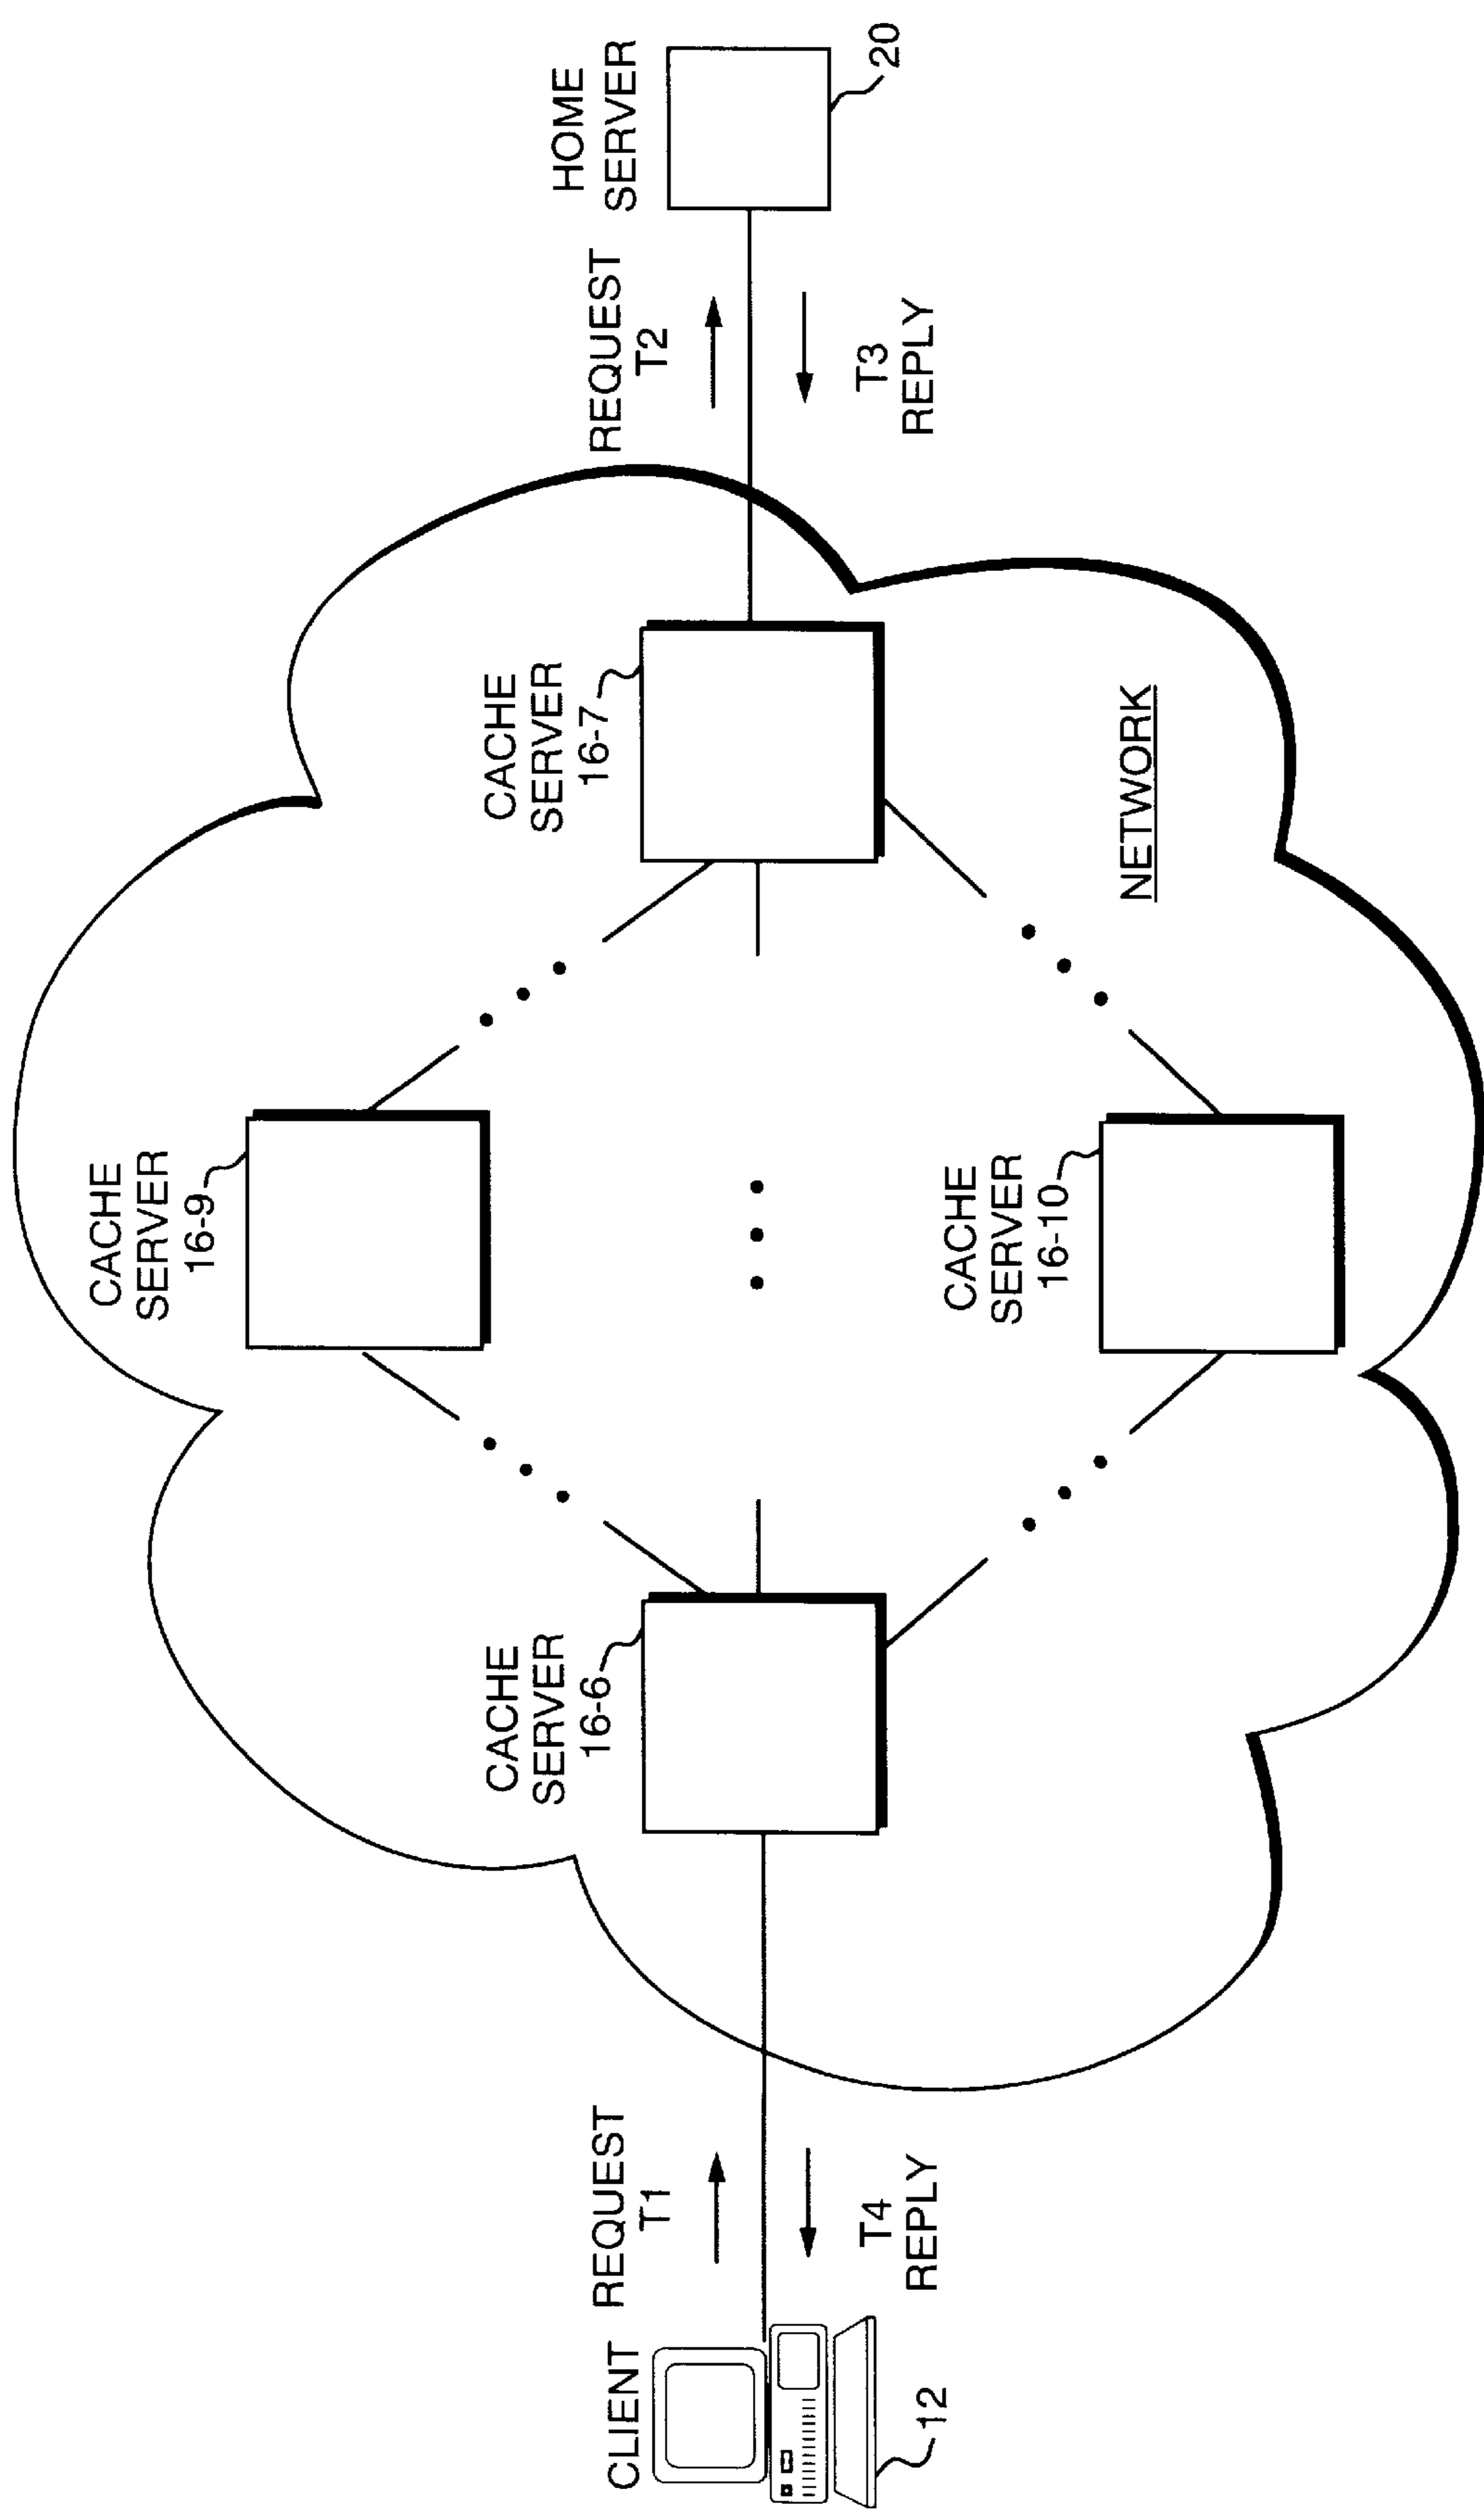 CACHE
SERVER
16-9
CLIENT
REQUEST
T1
T4
REPLY
12
CACHE
SERVER
16-6
CACHE
SERVER
16-7
REQUEST
T2
T3
REPLY
HOME
SERVER
20
CACHE
SERVER
16-10
NETWORK